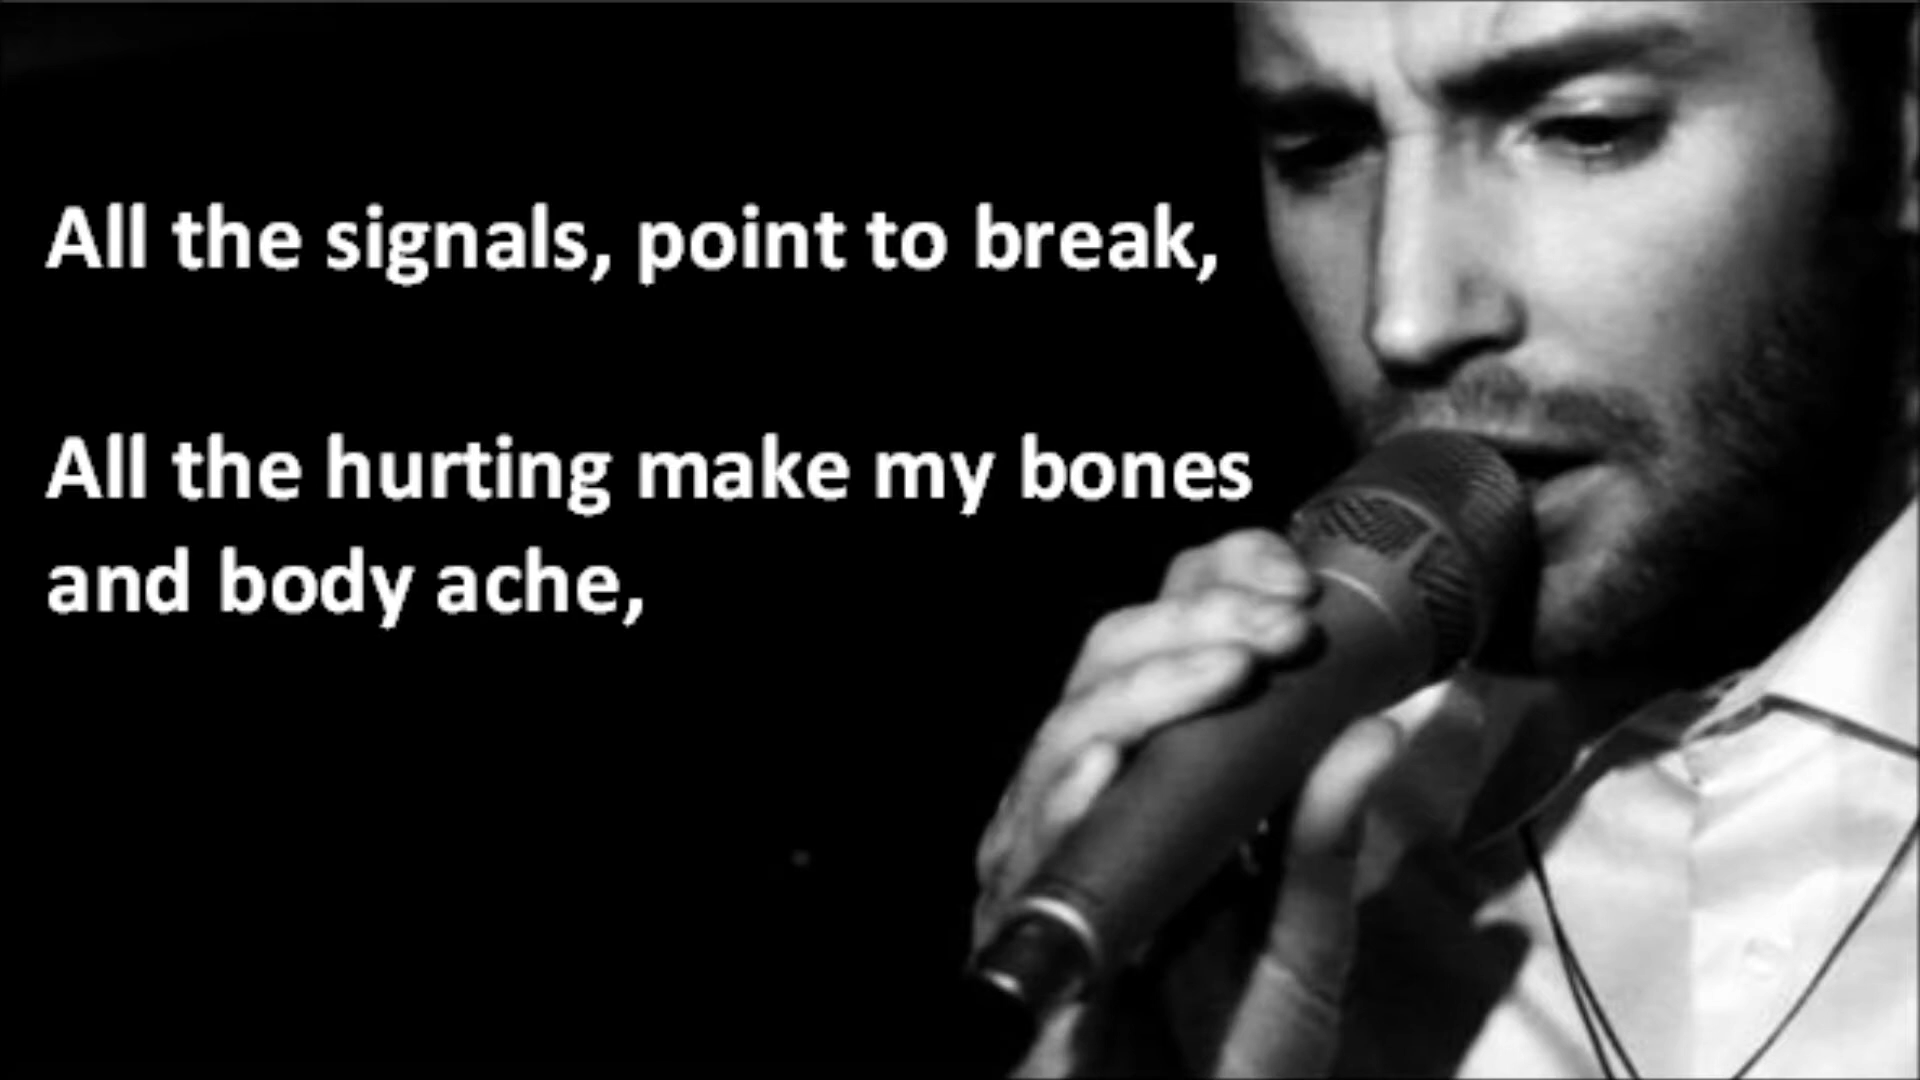 All the signals, point to break,
All the hurting make my bones
and body ache,